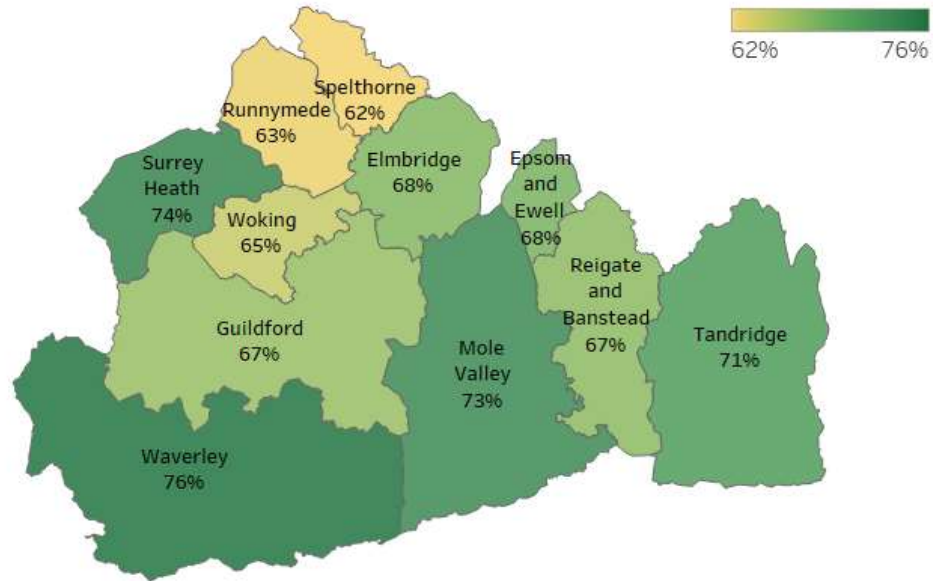 62%
76%
Spelthorne
62%
Runnymede
63%
Elmbridge
68%
Epsom
and
Ewell
68%
Surrey
Heath
74%
Woking
65%
Reigate
and
Banstead
67%
Guildford
67%
Mole
Valley
73%
Tandridge
71%
Waverley
76%